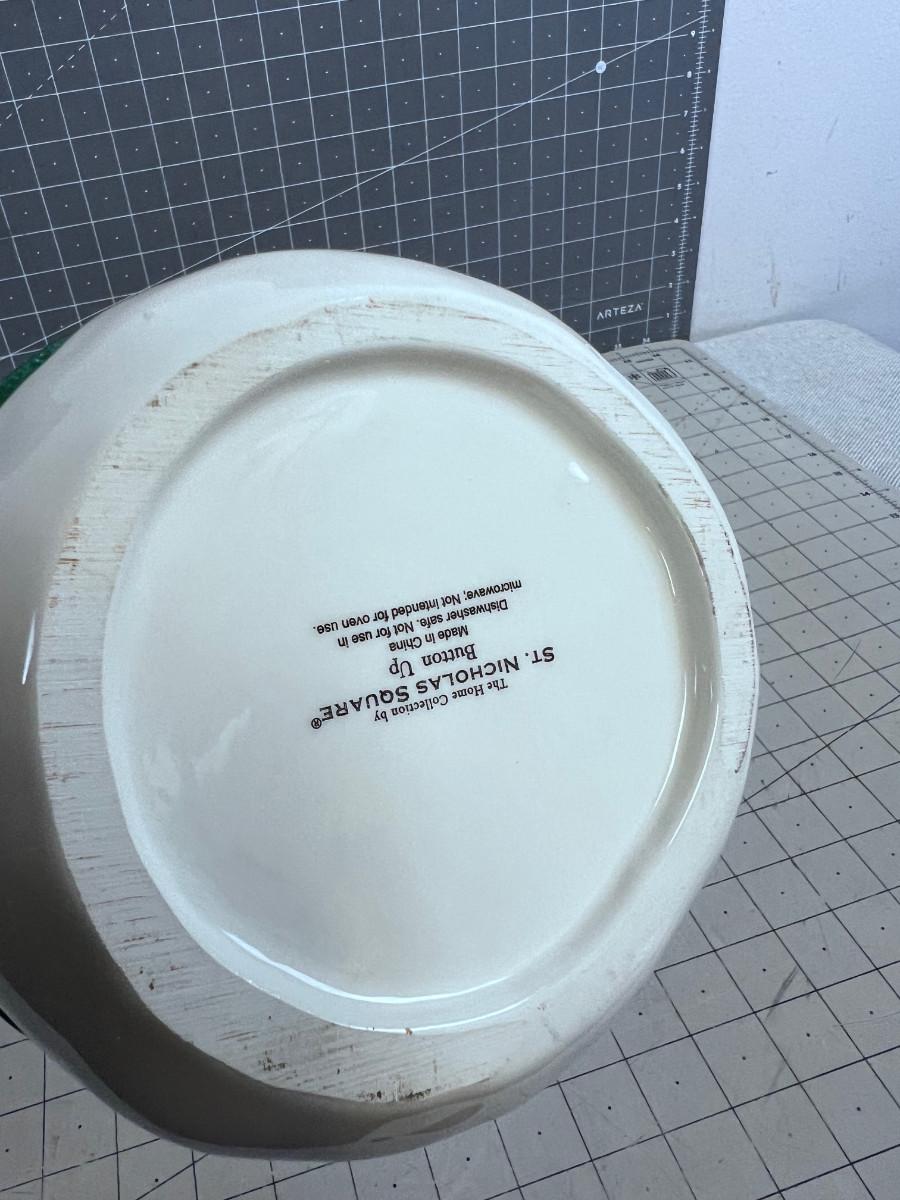 The Home Collection by
ST. NICHOLAS SQUARE®
Button Up
Made in China
Dishwasher safe. Not for use in
microwave; Not intended for oven use.
ARTEZA